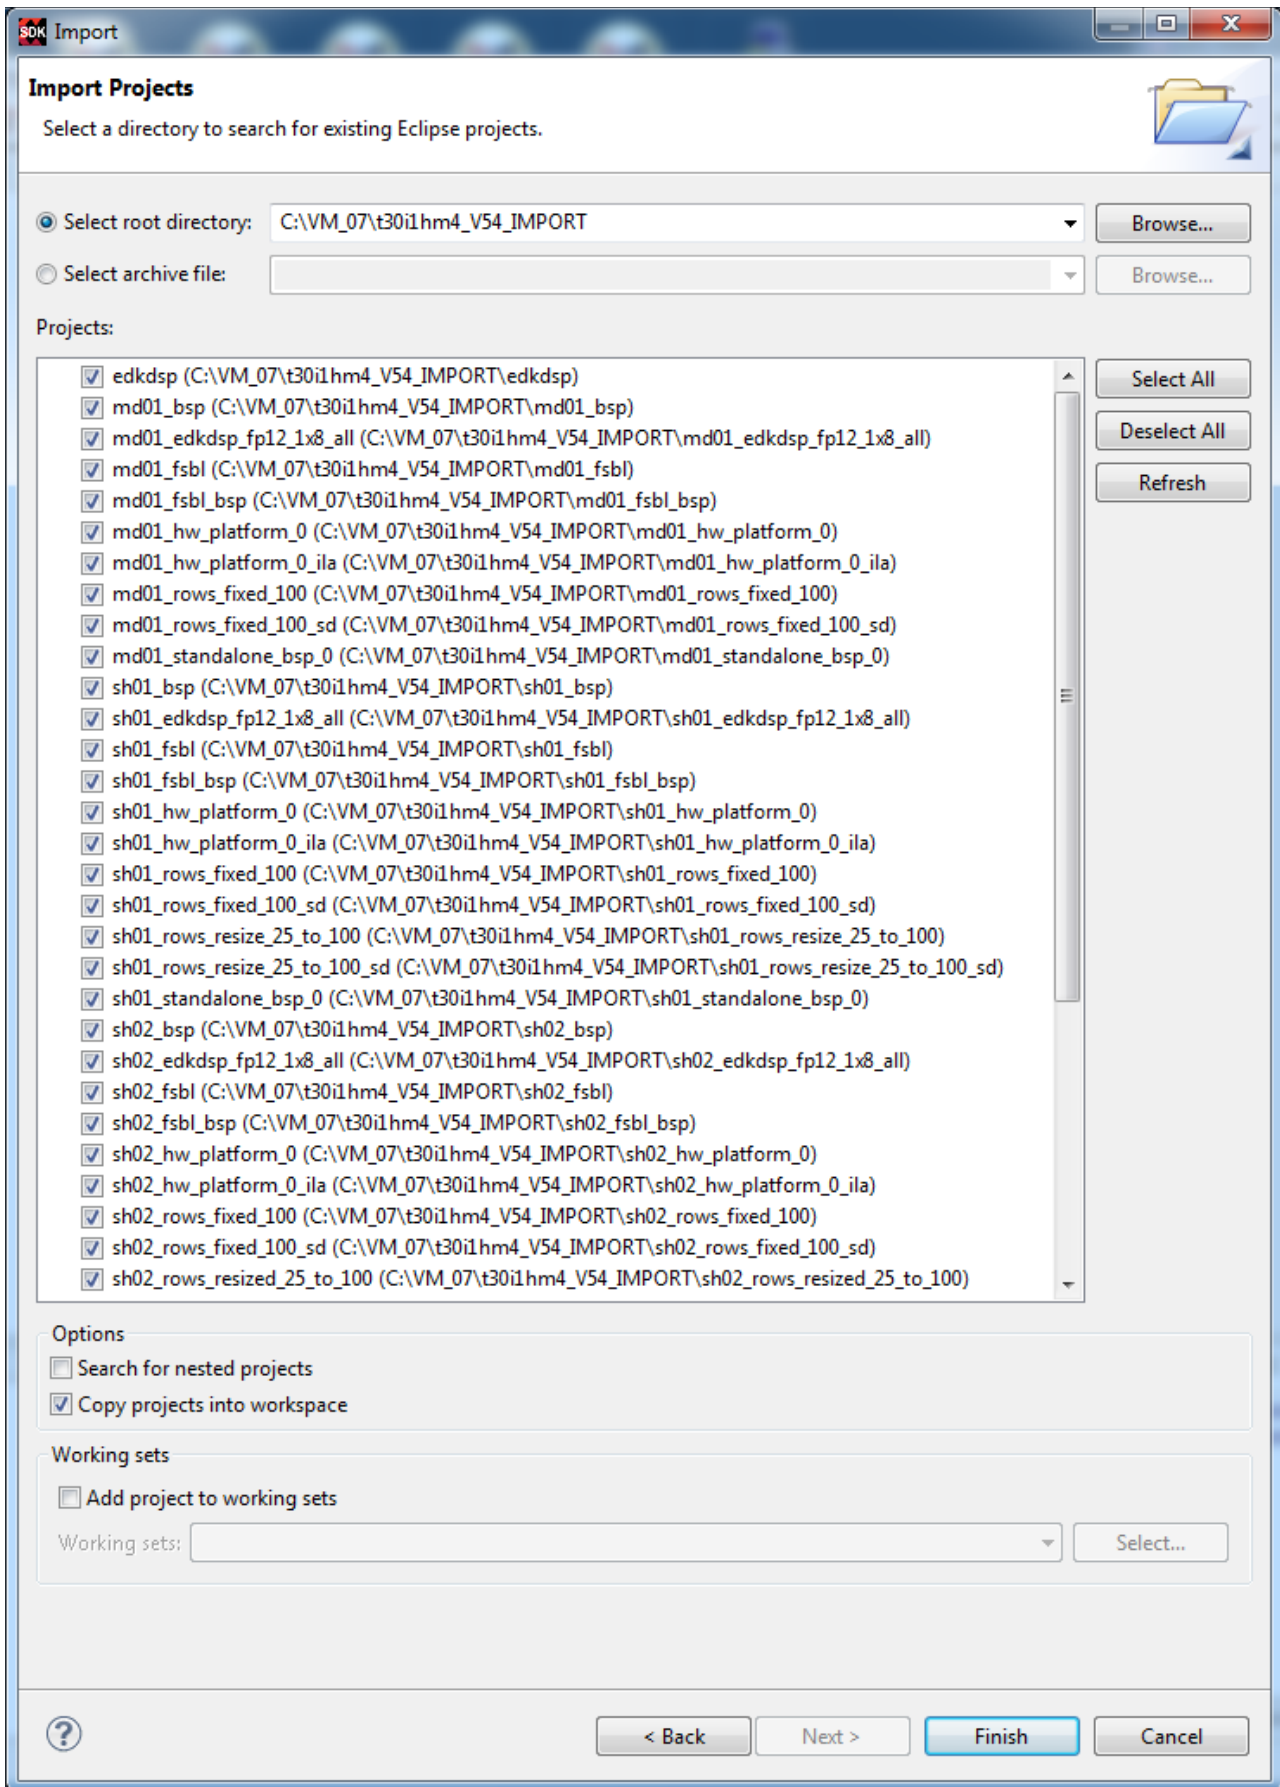 SDK Import
Import Projects
Select a directory to search for existing Eclipse projects.
Select root directory: C:\VM_07\t30i1hm4_V54_IMPORT Browse...
Select archive file: Browse...
Projects:
edkdsp (C:\VM_07\t30i1hm4_V54_IMPORT\edkdsp) Select All
md01_bsp (C:\VM_07\t30i1hm4_V54_IMPORT\md01_bsp)
md01_edkdsp_fp12_1x8_all (C:\VM_07\t30i1hm4_V54_IMPORT\md01_edkdsp_fp12_1x8_all) Deselect All
md01_fsbl (C:\VM_07\t30i1hm4_V54_IMPORT\md01_fsbl)
md01_fsbl_bsp (C:\VM_07\t30i1hm4_V54_IMPORT\md01_fsbl_bsp) Refresh
md01_hw_platform_0 (C:\VM_07\t30i1hm4_V54_IMPORT\md01_hw_platform_0)
md01_hw_platform_0_ila (C:\VM_07\t30i1hm4_V54_IMPORT\md01_hw_platform_0_ila)
md01_rows_fixed_100 (C:\VM_07\t30i1hm4_V54_IMPORT\md01_rows_fixed_100)
md01_rows_fixed_100_sd (C:\VM_07\t30i1hm4_V54_IMPORT\md01_rows_fixed_100_sd)
md01_standalone_bsp_0 (C:\VM_07\t30i1hm4_V54_IMPORT\md01_standalone_bsp_0)
sh01_bsp (C:\VM_07\t30i1hm4_V54_IMPORT\sh01_bsp)
sh01_edkdsp_fp12_1x8_all (C:\VM_07\t30i1hm4_V54_IMPORT\sh01_edkdsp_fp12_1x8_all)
sh01_fsbl (C:\VM_07\t30i1hm4_V54_IMPORT\sh01_fsbl)
sh01_fsbl_bsp (C:\VM_07\t30i1hm4_V54_IMPORT\sh01_fsbl_bsp)
sh01_hw_platform_0 (C:\VM_07\t30i1hm4_V54_IMPORT\sh01_hw_platform_0)
sh01_hw_platform_0_ila (C:\VM_07\t30i1hm4_V54_IMPORT\sh01_hw_platform_0_ila)
sh01_rows_fixed_100 (C:\VM_07\t30i1hm4_V54_IMPORT\sh01_rows_fixed_100)
sh01_rows_fixed_100_sd (C:\VM_07\t30i1hm4_V54_IMPORT\sh01_rows_fixed_100_sd)
sh01_rows_resize_25_to_100 (C:\VM_07\t30i1hm4_V54_IMPORT\sh01_rows_resize_25_to_100)
sh01_rows_resize_25_to_100_sd (C:\VM_07\t30i1hm4_V54_IMPORT\sh01_rows_resize_25_to_100_sd)
sh01_standalone_bsp_0 (C:\VM_07\t30i1hm4_V54_IMPORT\sh01_standalone_bsp_0)
sh02_bsp (C:\VM_07\t30i1hm4_V54_IMPORT\sh02_bsp)
sh02_edkdsp_fp12_1x8_all (C:\VM_07\t30i1hm4_V54_IMPORT\sh02_edkdsp_fp12_1x8_all)
sh02_fsbl (C:\VM_07\t30i1hm4_V54_IMPORT\sh02_fsbl)
sh02_fsbl_bsp (C:\VM_07\t30i1hm4_V54_IMPORT\sh02_fsbl_bsp)
sh02_hw_platform_0 (C:\VM_07\t30i1hm4_V54_IMPORT\sh02_hw_platform_0)
sh02_hw_platform_0_ila (C:\VM_07\t30i1hm4_V54_IMPORT\sh02_hw_platform_0_ila)
sh02_rows_fixed_100 (C:\VM_07\t30i1hm4_V54_IMPORT\sh02_rows_fixed_100)
sh02_rows_fixed_100_sd (C:\VM_07\t30i1hm4_V54_IMPORT\sh02_rows_fixed_100_sd)
sh02_rows_resized_25_to_100 (C:\VM_07\t30i1hm4_V54_IMPORT\sh02_rows_resized_25_to_100)
Options
Search for nested projects
Copy projects into workspace
Working sets
Add project to working sets
Working sets: Select...
? < Back Next > Finish Cancel